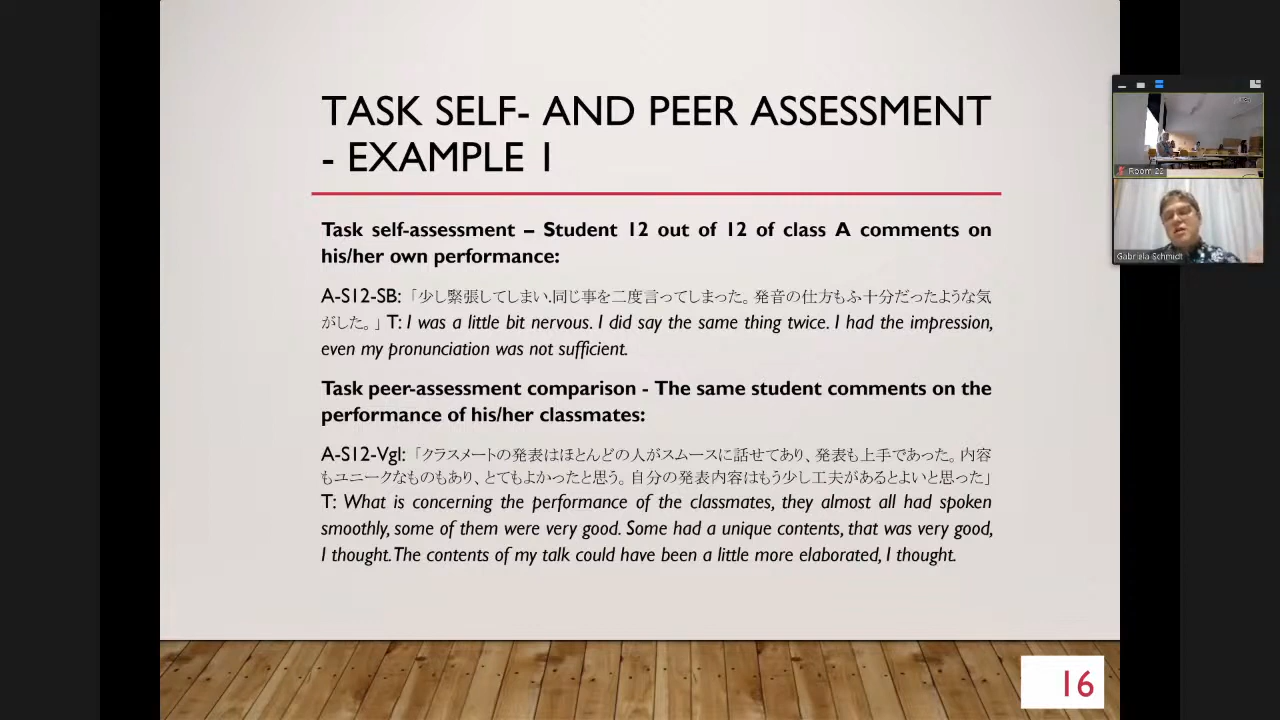 TASK SELF- AND PEER ASSESSMENT
- EXAMPLE 1
Task self-assessment – Student 12 out of 12 of class A comments on
his/her own performance:
A-S12-SB: 「少し緊張してしまい.同じ事を二度言ってしまった。発音の仕方もふ十分だったような気
がした。」 T: I was a little bit nervous. I did say the same thing twice. I had the impression,
even my pronunciation was not sufficient.
Task peer-assessment comparison - The same student comments on the
performance of his/her classmates:
A-S12-Vgl: 「クラスメートの発表はほとんどの人がスムースに話せてあり、発表も上手であった。内容
もユニークなものもあり、とてもよかったと思う。自分の発表内容はもう少し工夫があるとよいと思った」
T: What is concerning the performance of the classmates, they almost all had spoken
smoothly, some of them were very good. Some had a unique contents, that was very good,
I thought. The contents of my talk could have been a little more elaborated, I thought.
16
Room 22
Gabriela Schmidt